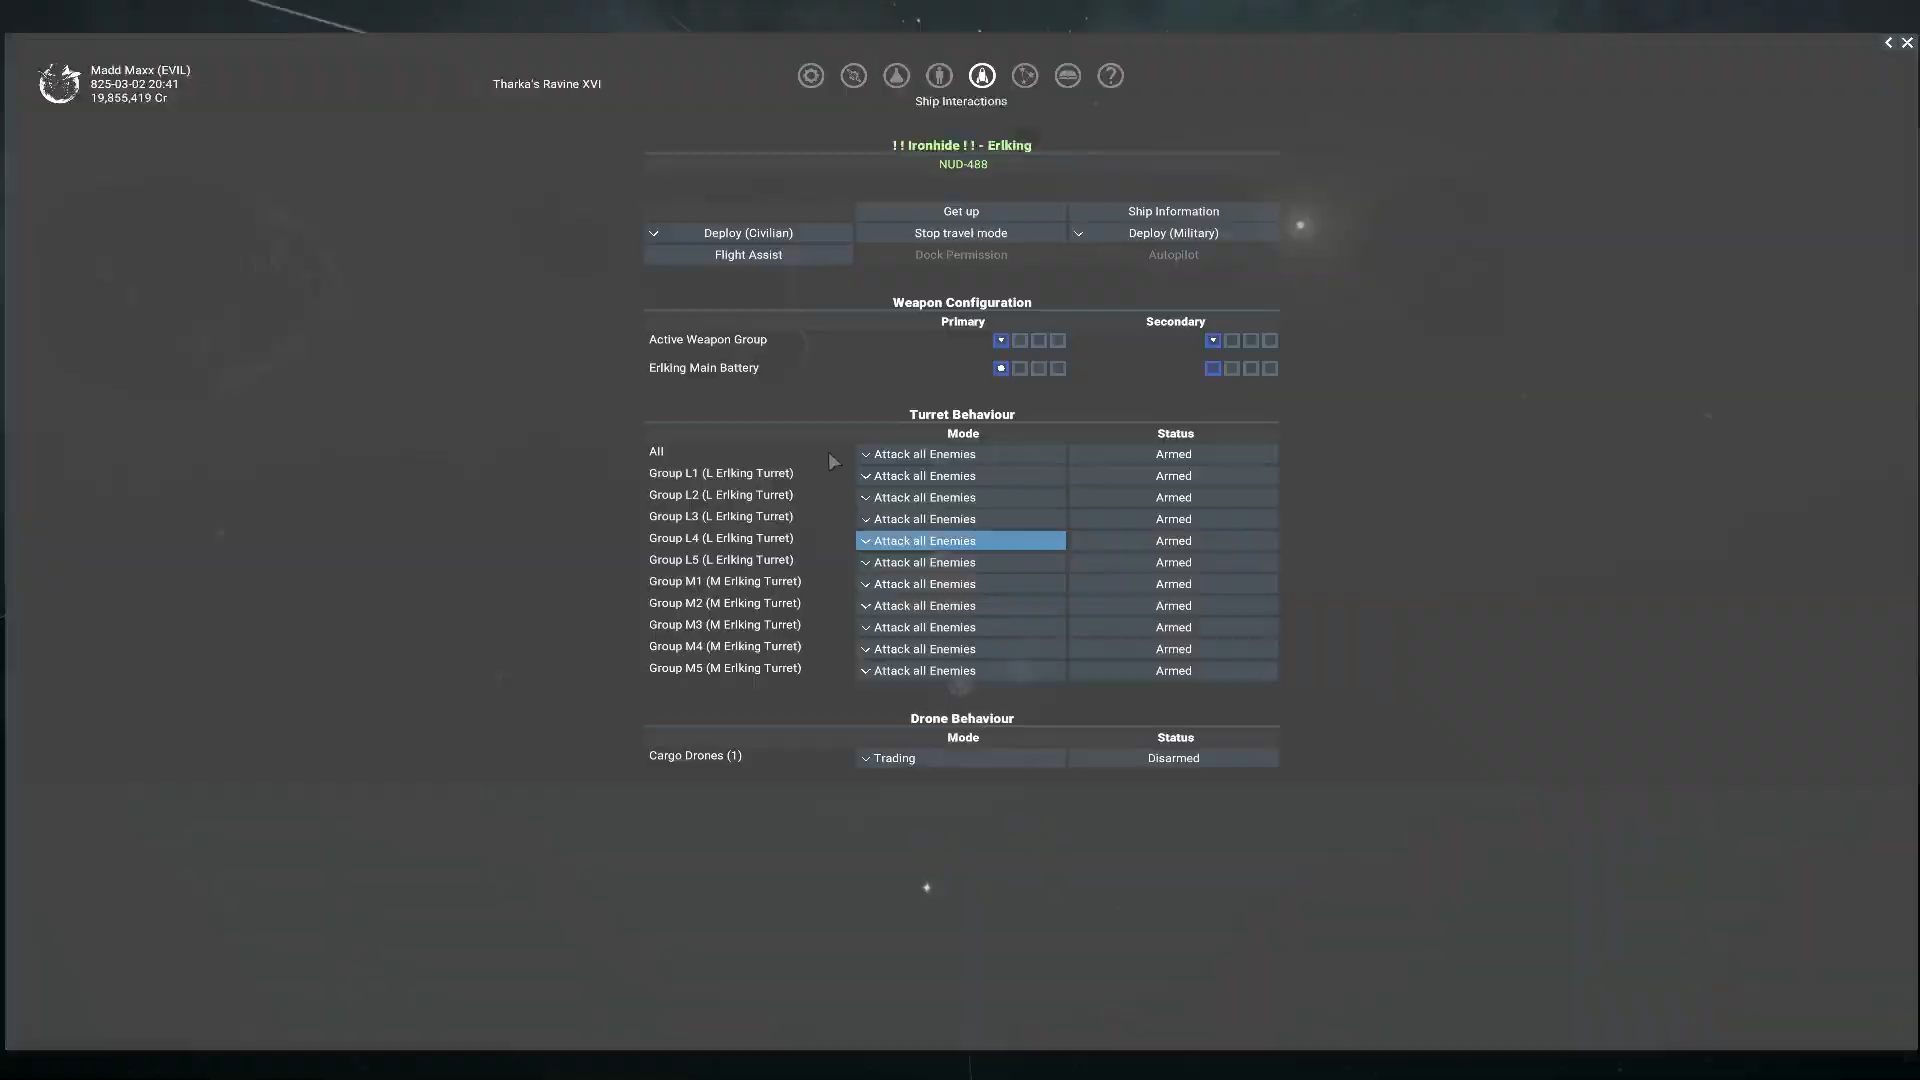 Madd Maxx (EVIL)
825-03-02 20:41
19,855,419 Cr
Tharka's Ravine XVI
?
Ship Interactions
! ! Ironhide ! ! - Erlking
NUD-488
Get up Ship Information
Deploy (Civilian) Stop travel mode Deploy (Military)
Flight Assist Dock Permission Autopilot
Weapon Configuration
Primary Secondary
Active Weapon Group
Erlking Main Battery
Turret Behaviour
Mode Status
All Attack all Enemies Armed
Group L1 (L Erlking Turret) Attack all Enemies Armed
Group L2 (L Erlking Turret) Attack all Enemies Armed
Group L3 (L Erlking Turret) Attack all Enemies Armed
Group L4 (L Erlking Turret) Attack all Enemies Armed
Group L5 (L Erlking Turret) Attack all Enemies Armed
Group M1 (M Erlking Turret) Attack all Enemies Armed
Group M2 (M Erlking Turret) Attack all Enemies Armed
Group M3 (M Erlking Turret) Attack all Enemies Armed
Group M4 (M Erlking Turret) Attack all Enemies Armed
Group M5 (M Erlking Turret) Attack all Enemies Armed
Drone Behaviour
Mode Status
Cargo Drones (1) Trading Disarmed